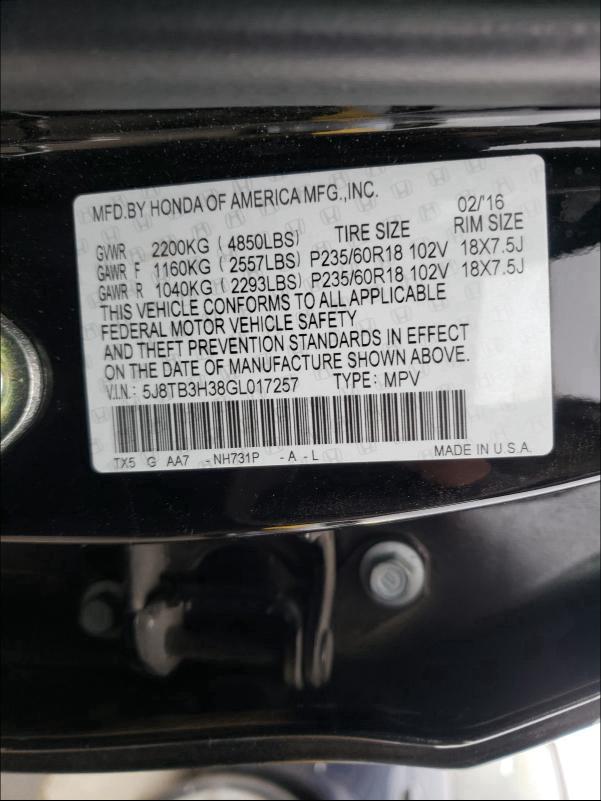 MFD.BY HONDA OF AMERICA MFG.,INC. 02/'16
GVWR 2200KG ( 4850LBS) TIRE SIZE RIM SIZE
GAWR F 1160KG ( 2557LBS) P235/60R18 102V 18X7.5J
GAWR R 1040KG ( 2293LBS) P235/60R18 102V 18X7.5J
THIS VEHICLE CONFORMS TO ALL APPLICABLE
FEDERAL MOTOR VEHICLE SAFETY
AND THEFT PREVENTION STANDARDS IN EFFECT
ON THE DATE OF MANUFACTURE SHOWN ABOVE.
V.I.N.: 5J8TB3H38GL017257 TYPE: MPV
TX5 G AA7 -NH731P -A -L MADE IN U.S.A.